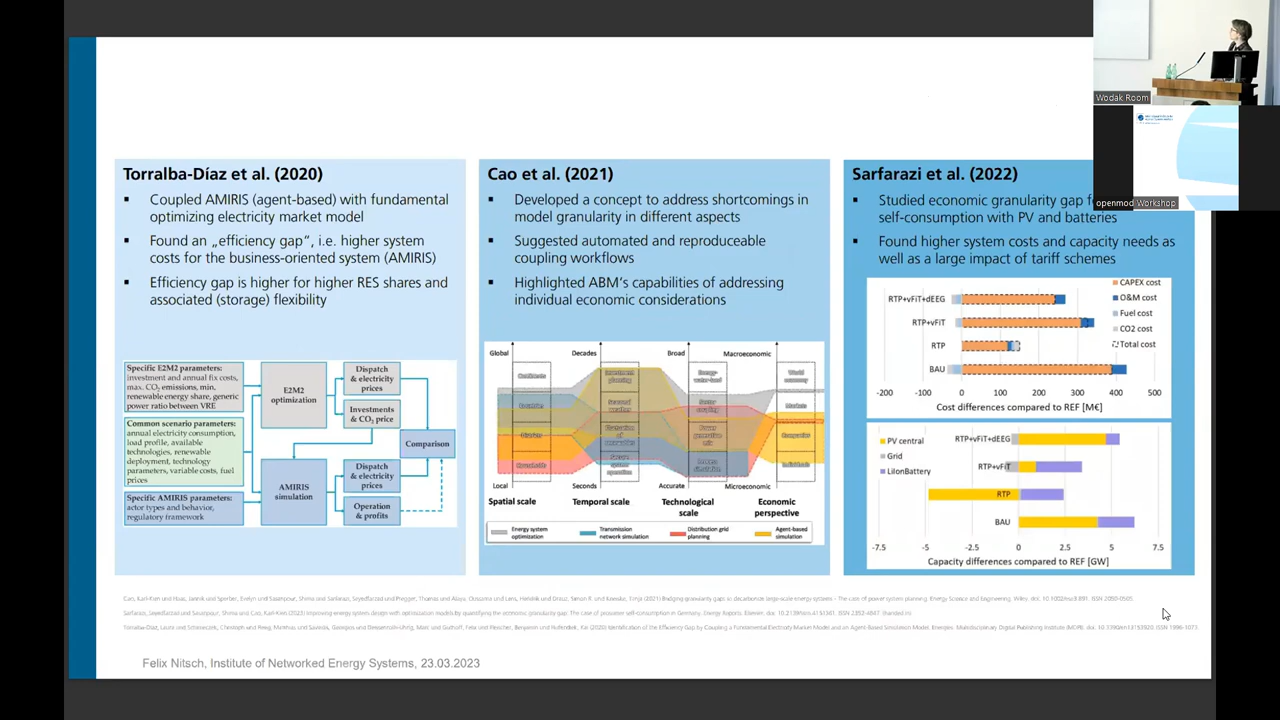 Torralba-Díaz et al. (2020)
▪ Coupled AMIRIS (agent-based) with fundamental
optimizing electricity market model
▪ Found an „efficiency gap“, i.e. higher system
costs for the business-oriented system (AMIRIS)
▪ Efficiency gap is higher for higher RES shares and
associated (storage) flexibility
Specific E2M2 parameters:
investment and annual fix costs,
max. CO2 emissions, min.
renewable energy share, generic
power ratio between VRE
Common scenario parameters:
annual electricity consumption,
load profile, available
technologies, renewable
deployment, technology
parameters, variable costs, fuel
prices
Specific AMIRIS parameters:
actor types and behavior,
regulatory framework
E2M2
optimization
AMIRIS
simulation
Dispatch
& electricity
prices
Investments
& CO2 price
Dispatch
& electricity
prices
Operation
& profits
Comparison
Cao et al. (2021)
▪ Developed a concept to address shortcomings in
model granularity in different aspects
▪ Suggested automated and reproduceable
coupling workflows
▪ Highlighted ABM‘s capabilities of addressing
individual economic considerations
Global Decades Broad Macroeconomic
Local Seconds Accurate Microeconomic
Spatial scale
Temporal scale
Technological
scale
Economic
perspective
Energy system
optimization
Transmission
network simulation
Distribution grid
planning
Agent-based
simulation
Sarfarazi et al. (2022)
▪ Studied economic granularity gap
self-consumption with PV and batteries
▪ Found higher system costs and capacity needs as
well as a large impact of tariff schemes
RTP+vFiT+dEEG
RTP+vFiT
RTP
BAU
CAPEX cost
O&M cost
Fuel cost
CO2 cost
Total cost
-200 -100 0 100 200 300 400 500
Cost differences compared to REF [M€]
PV central
Grid
LiIonBattery
RTP+vFiT+dEEG
RTP+vFiT
RTP
BAU
-7.5 -5 -2.5 0 2.5 5 7.5
Capacity differences compared to REF [GW]
Felix Nitsch, Institute of Networked Energy Systems, 23.03.2023
Wodak Room
openmod Workshop